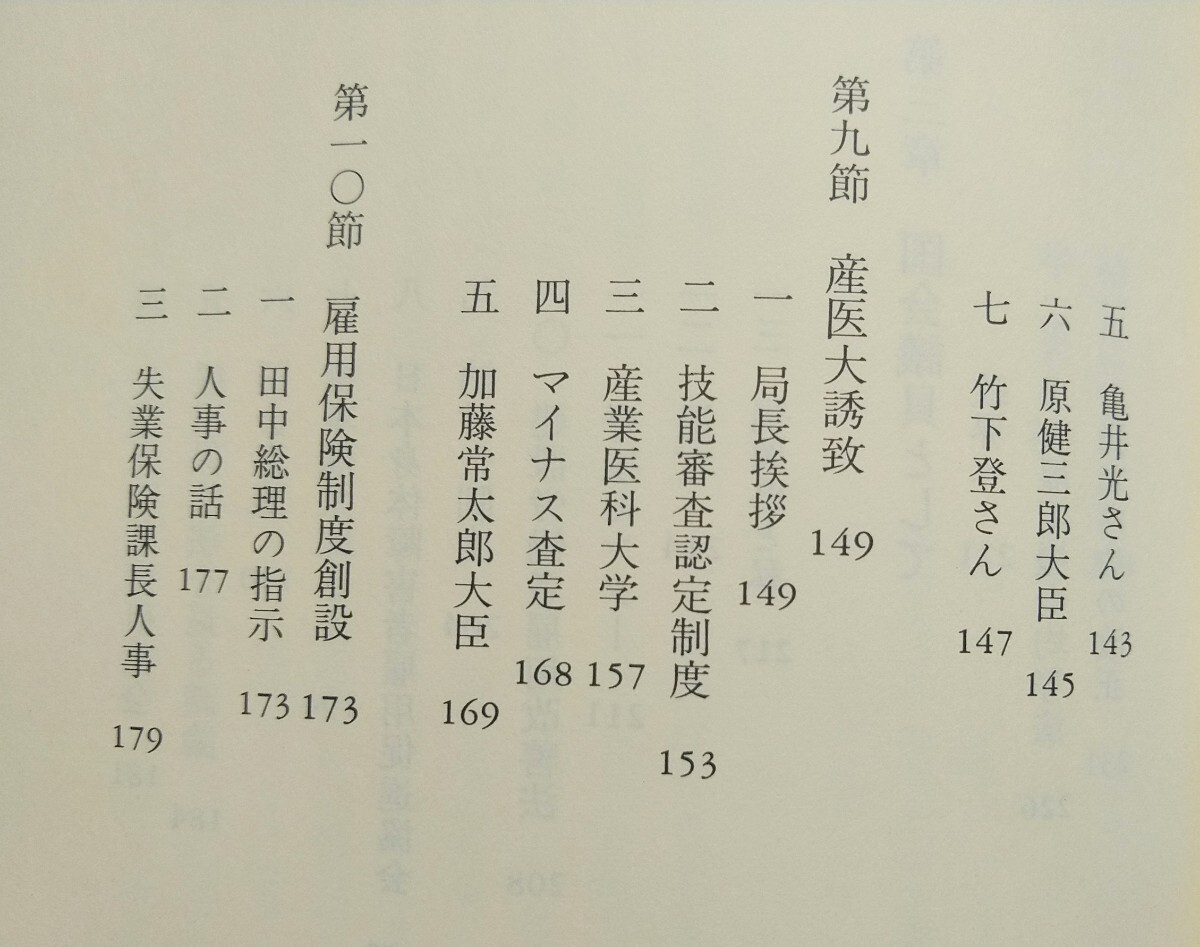 五 亀井光さん 143
六 原健三郎大臣 145
七 竹下登さん 147
第九節 産医大誘致 149
一 局長挨拶 149
二 技能審査認定制度 153
三 産業医科大学 157
四 マイナス査定 168
五 加藤常太郎大臣 169
第一〇節 雇用保険制度創設 173
一 田中総理の指示 173
二 人事の話 177
三 失業保険課長人事 179